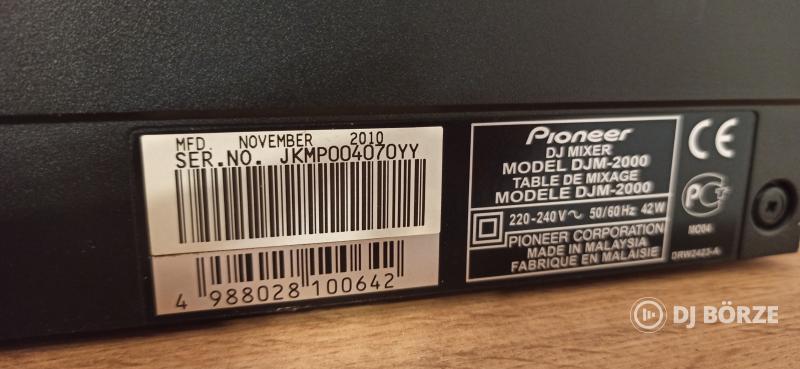 MFD. NOVEMBER 2010
SER.NO. JKMP004070YY
4 988028 100642
Pioneer
DJ MIXER
MODEL DJM-2000
TABLE DE MIXAGE
MODELE DJM-2000
220-240V ~ 50/60Hz 42W
PIONEER CORPORATION
MADE IN MALAYSIA
FABRIQUE EN MALAISIE
CE
PCT
MC04
DRW2423-A
DJ BÖRZE